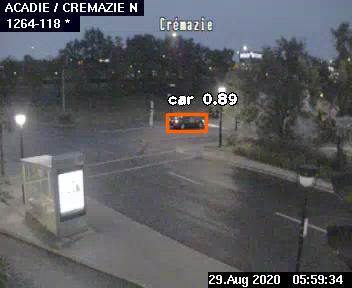 ACADIE / CREMAZIE N
1264-118 *
Crémazie
car 0.89
29.Aug 2020 05:59:34